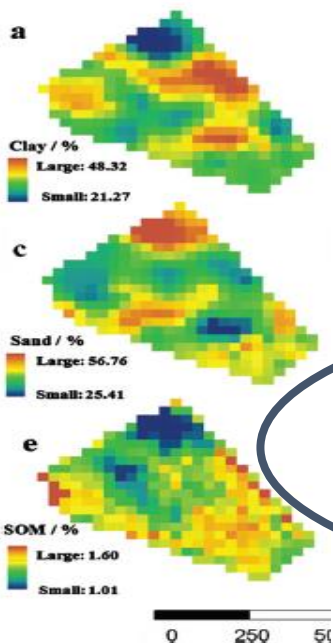 a
Clay / %
Large: 48.32
Small: 21.27
c
Sand / %
Large: 56.76
Small: 25.41
e
SOM / %
Large: 1.60
Small: 1.01
0 250